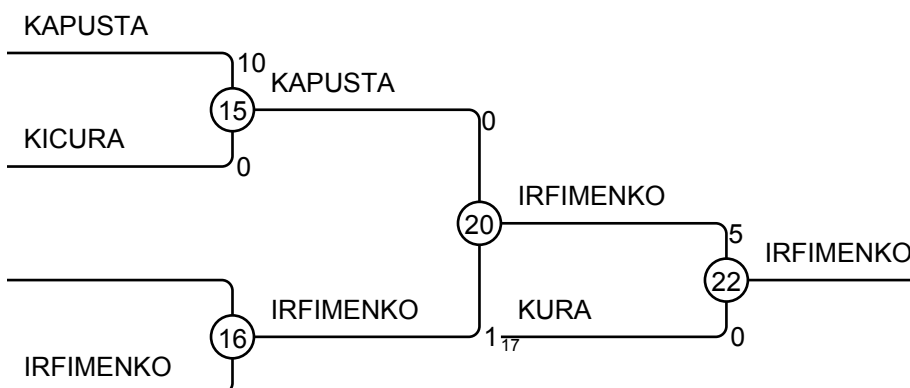 KAPUSTA
10
15
KAPUSTA
KICURA
0
0
20
IRFIMENKO
5
22
IRFIMENKO
16
IRFIMENKO
1
17
KURA
0
IRFIMENKO